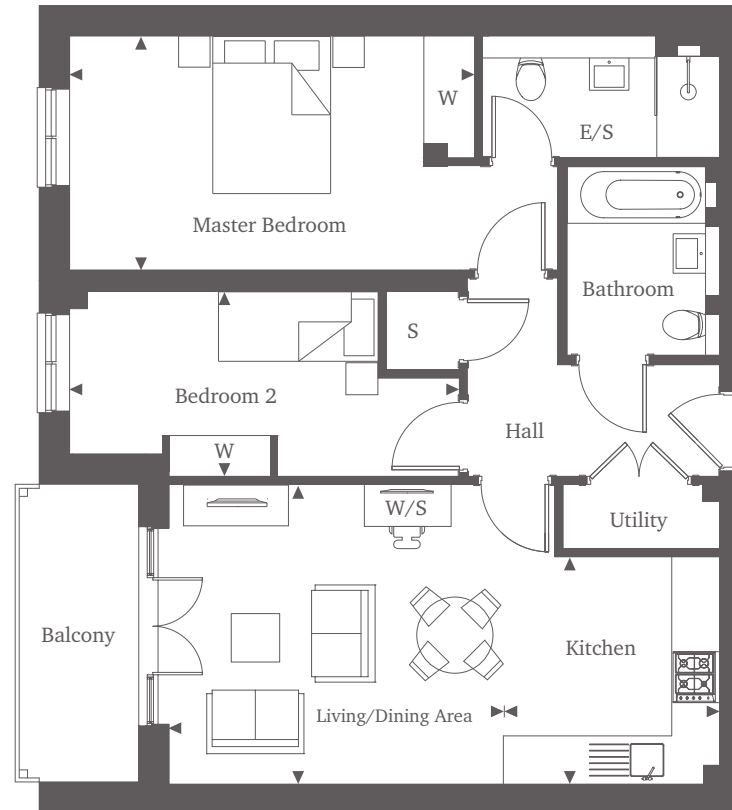 W
E/S
Master Bedroom
Bathroom
S
Bedroom 2
Hall
W
W/S
Utility
Balcony
Kitchen
Living/Dining Area